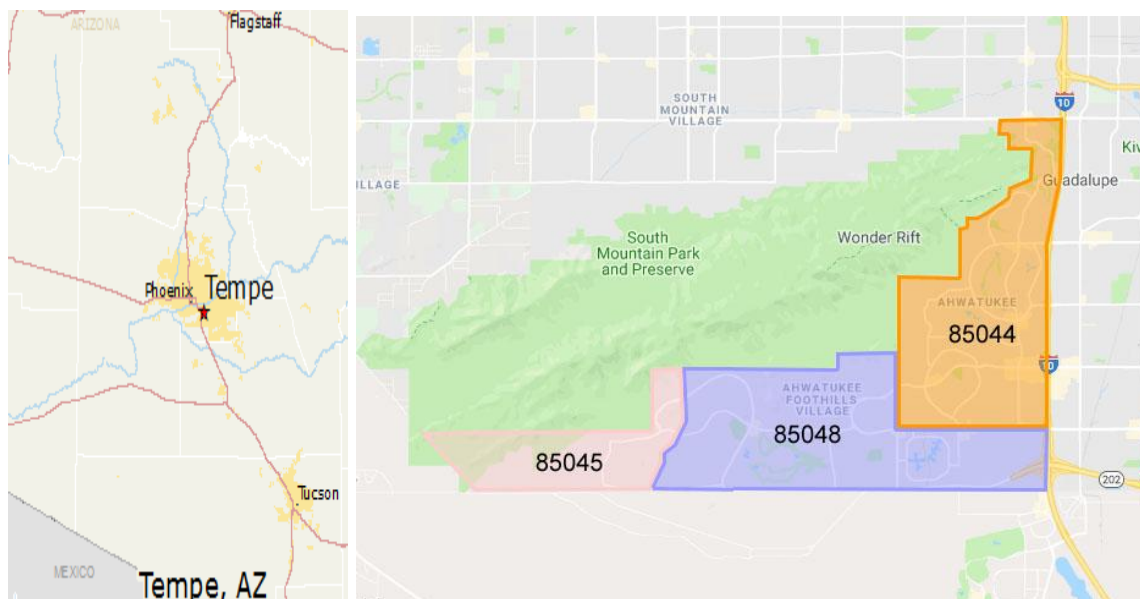 ARIZONA
Flagstaff
Phoenix
Tempe
Tucson
MEXICO
Tempe, AZ
10
SOUTH
MOUNTAIN
VILLAGE
Guadalupe
South
Mountain Park
and Preserve
Wonder Rift
AHWATUKEE
85044
10
AHWATUKEE
FOOTHILLS
VILLAGE
85048
85045
202